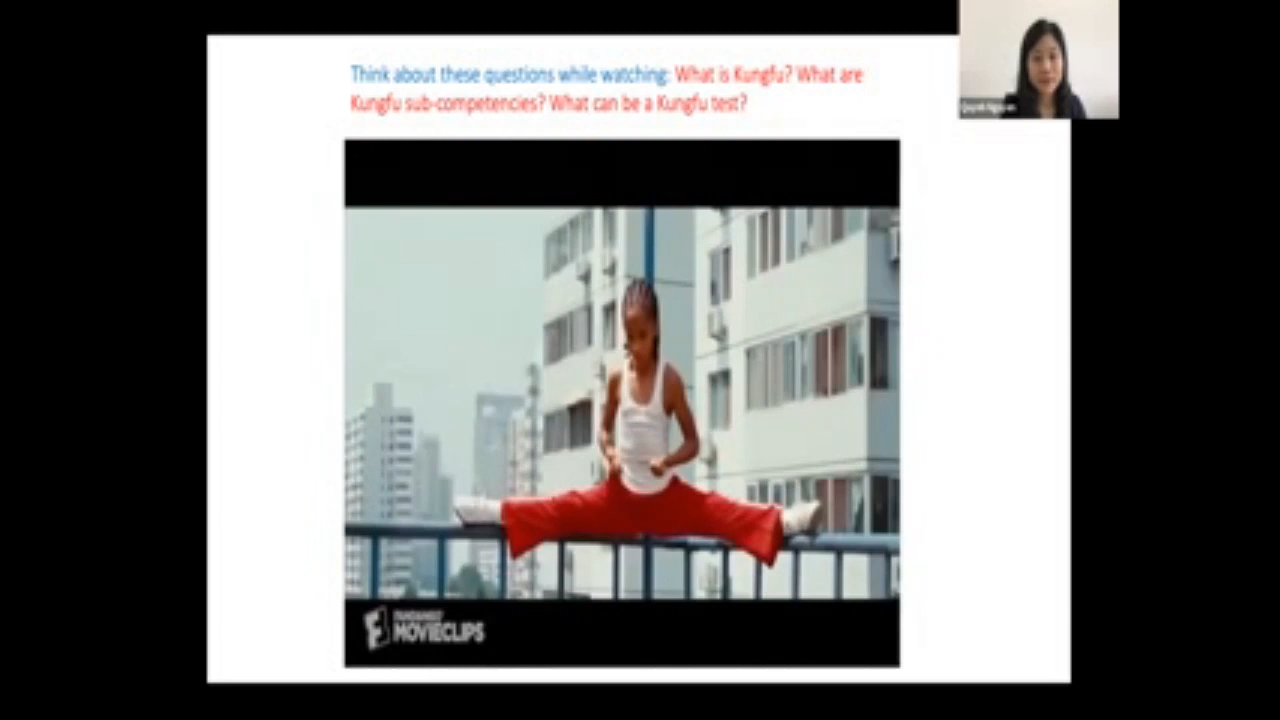 Think about these questions while watching: What is Kungfu? What are
Kungfu sub-competencies? What can be a Kungfu test?
FANDANGO
MOVIECLIPS